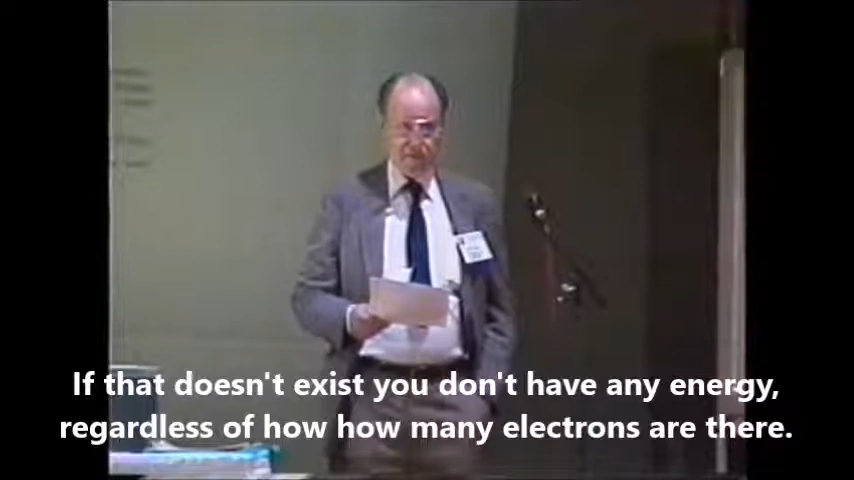 If that doesn't exist you don't have any energy,
regardless of how how many electrons are there.